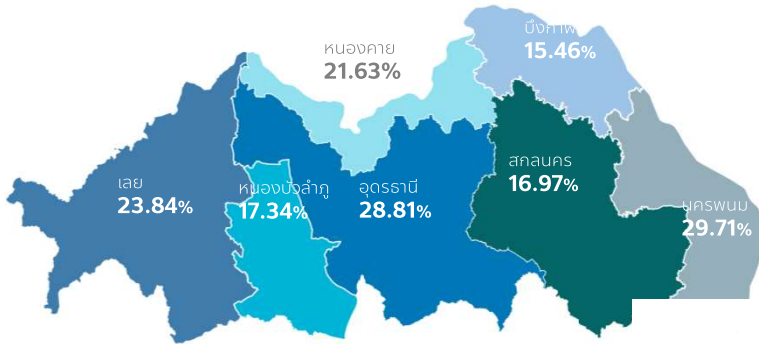 หนองคาย
21.63%
บึงกาฬ
15.46%
เลย
23.84%
หนองบัวลำภู
17.34%
อุดรธานี
28.81%
สกลนคร
16.97%
นครพนม
29.71%